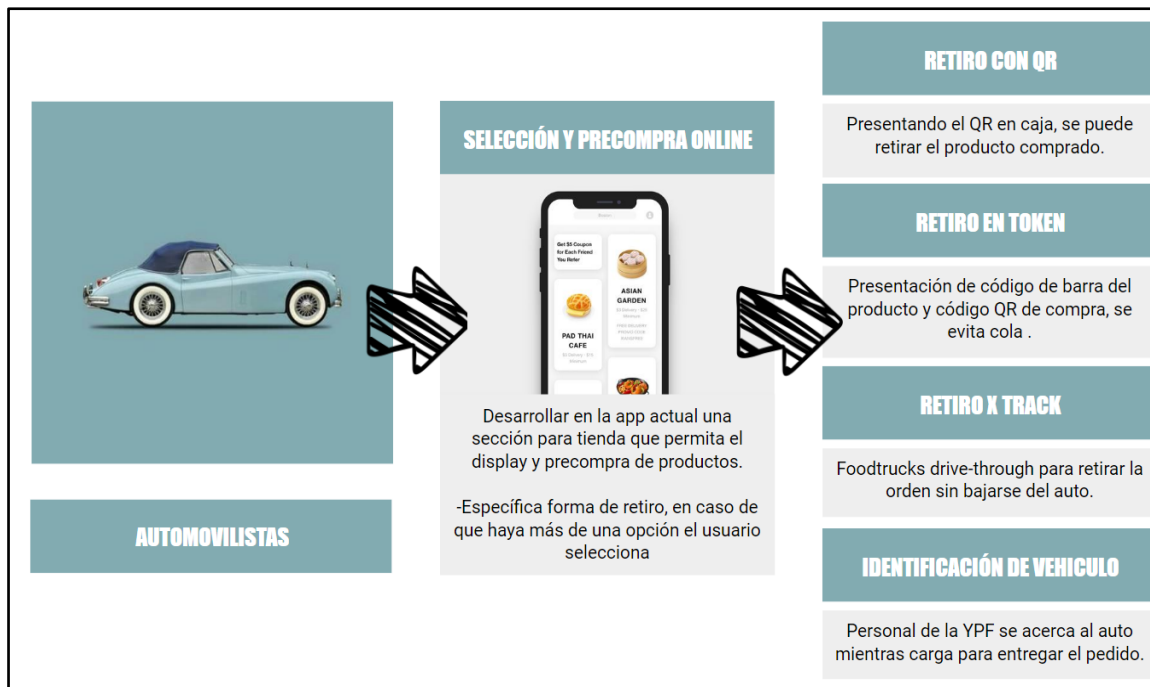 AUTOMOVILISTAS
SELECCIÓN Y PRECOMPRA ONLINE
Get $5 Coupon
for Each Friend
You Refer
PAD THAI
CAFE
ASIAN
GARDEN
Desarrollar en la app actual una
sección para tienda que permita el
display y precompra de productos.
-Específica forma de retiro, en caso de
que haya más de una opción el usuario
selecciona
RETIRO CON QR
Presentando el QR en caja, se puede
retirar el producto comprado.
RETIRO EN TOKEN
Presentación de código de barra del
producto y código QR de compra, se
evita cola .
RETIRO X TRACK
Foodtrucks drive-through para retirar la
orden sin bajarse del auto.
IDENTIFICACIÓN DE VEHICULO
Personal de la YPF se acerca al auto
mientras carga para entregar el pedido.